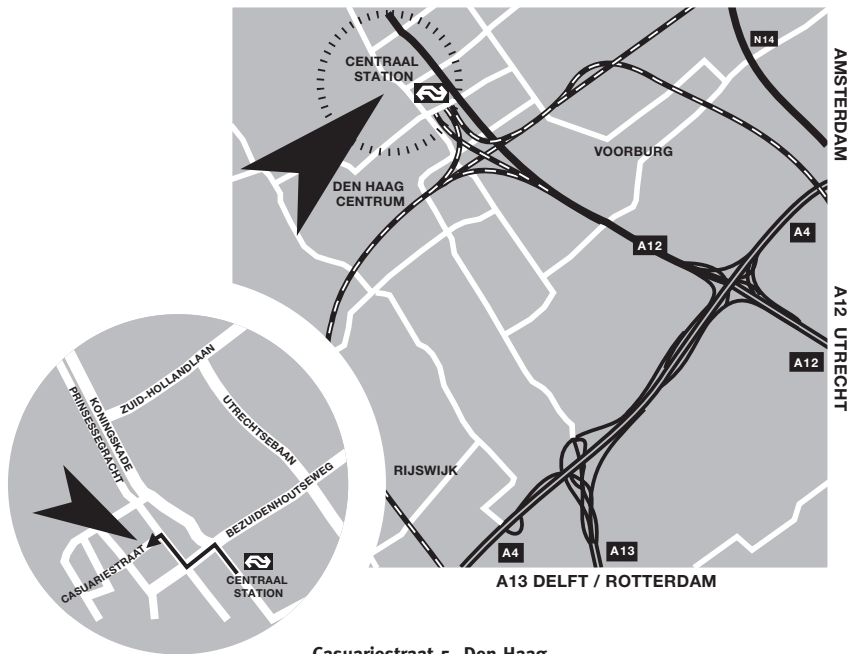 CENTRAAL
STATION
N14
AMSTERDAM
VOORBURG
DEN HAAG
CENTRUM
A12
A4
A12 UTRECHT
A12
ZUID-HOLLANDLAAN
KONINGSKADE
PRINSESSEGRACHT
UTRECHTSEBAAN
BEZUIDENHOUTSEWEG
RIJSWIJK
CASUARIESTRAAT
CENTRAAL
STATION
A4
A13
A13 DELFT / ROTTERDAM
Casuariestraat 5, Den Haag